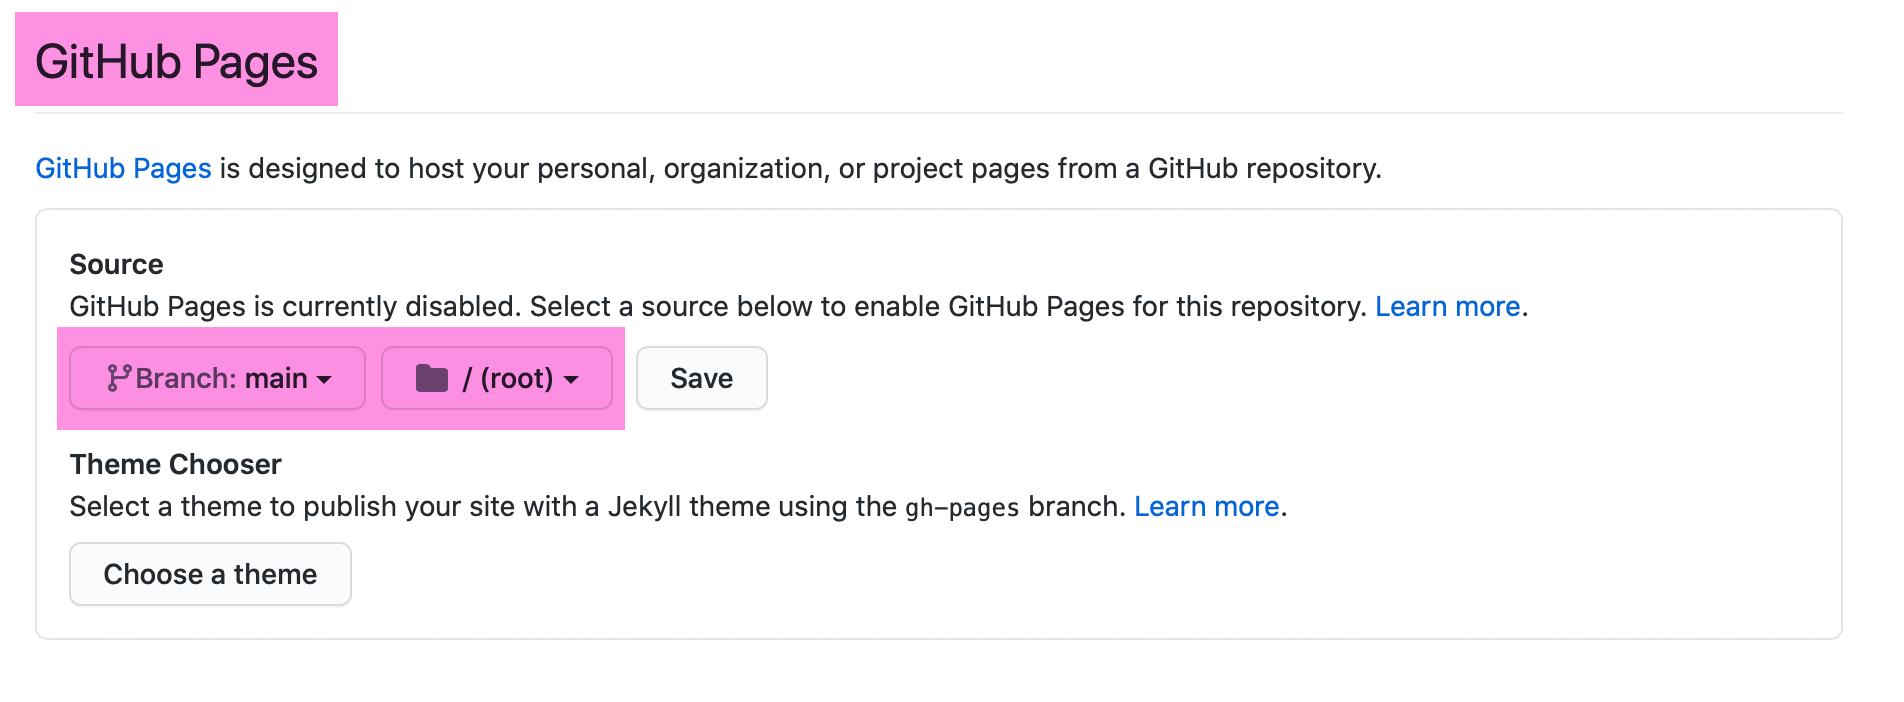 GitHub Pages
GitHub Pages is designed to host your personal, organization, or project pages from a GitHub repository.
Source
GitHub Pages is currently disabled. Select a source below to enable GitHub Pages for this repository. Learn more.
Branch: main / (root) Save
Theme Chooser
Select a theme to publish your site with a Jekyll theme using the gh-pages branch. Learn more.
Choose a theme